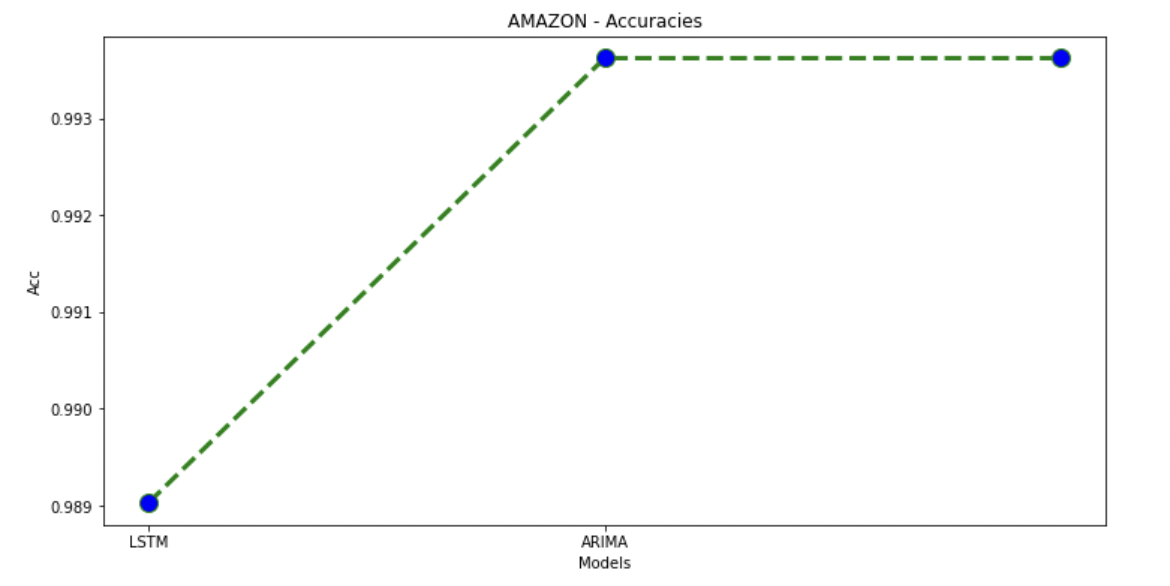 AMAZON - Accuracies
0.993
0.992
0.991
0.990
0.989
Acc
LSTM
ARIMA
Models